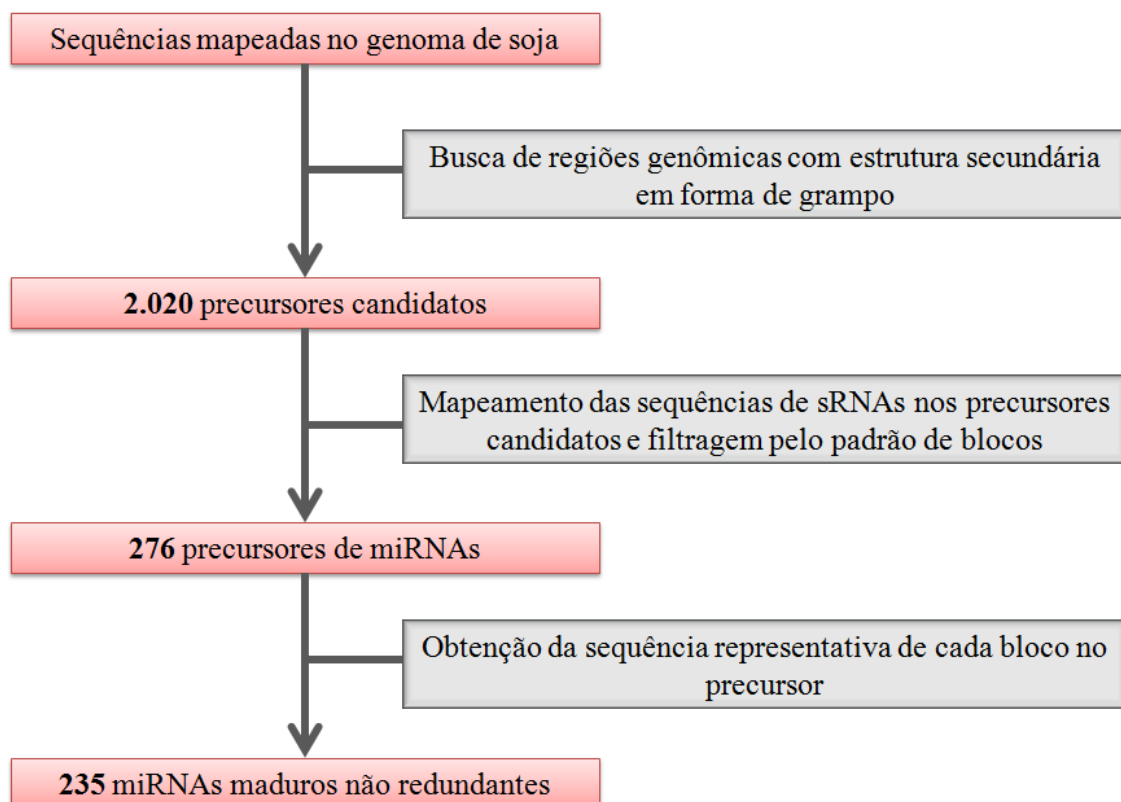 Sequências mapeadas no genoma de soja
Busca de regiões genômicas com estrutura secundária
em forma de grampo
2.020 precursores candidatos
Mapeamento das sequências de sRNAs nos precursores
candidatos e filtragem pelo padrão de blocos
276 precursores de miRNAs
Obtenção da sequência representativa de cada bloco no
precursor
235 miRNAs maduros não redundantes